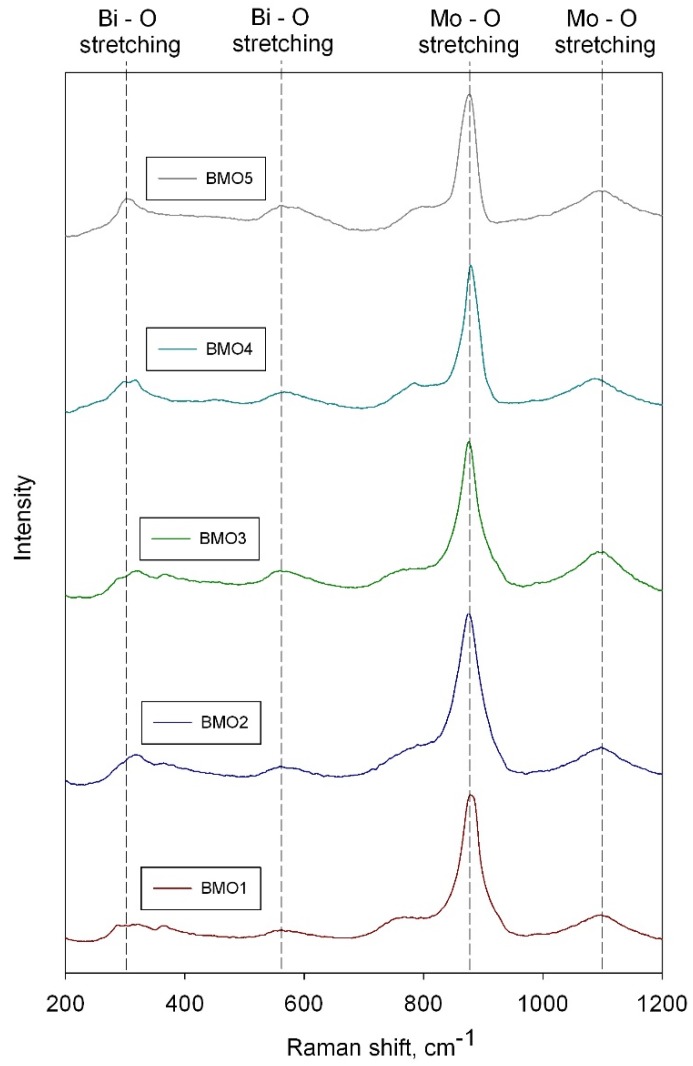 Bi - O
stretching
Bi - O
stretching
Mo - O
stretching
Mo - O
stretching
BMO5
BMO4
BMO3
BMO2
BMO1
Intensity
200 400 600 800 1000 1200
Raman shift, cm-1